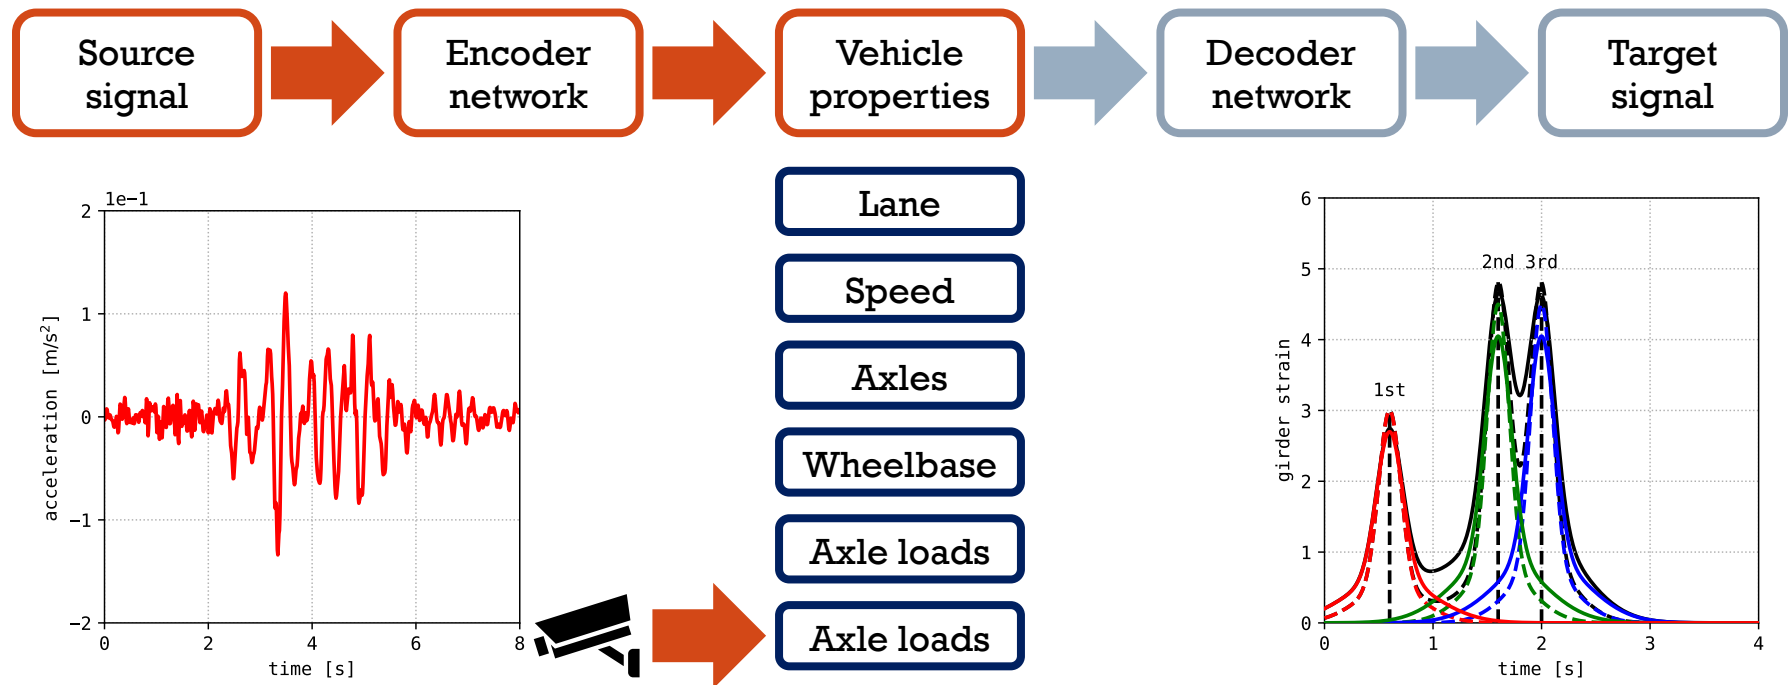 Source
signal
Encoder
network
Vehicle
properties
Decoder
network
Target
signal
Lane
Speed
Axles
Wheelbase
Axle loads
Axle loads
1e−1
2
1
0
−1
−2
acceleration [m/s²]
0 2 4 6 8
time [s]
6
5
4
3
2
1
0
girder strain
1st
2nd 3rd
0 1 2 3 4
time [s]